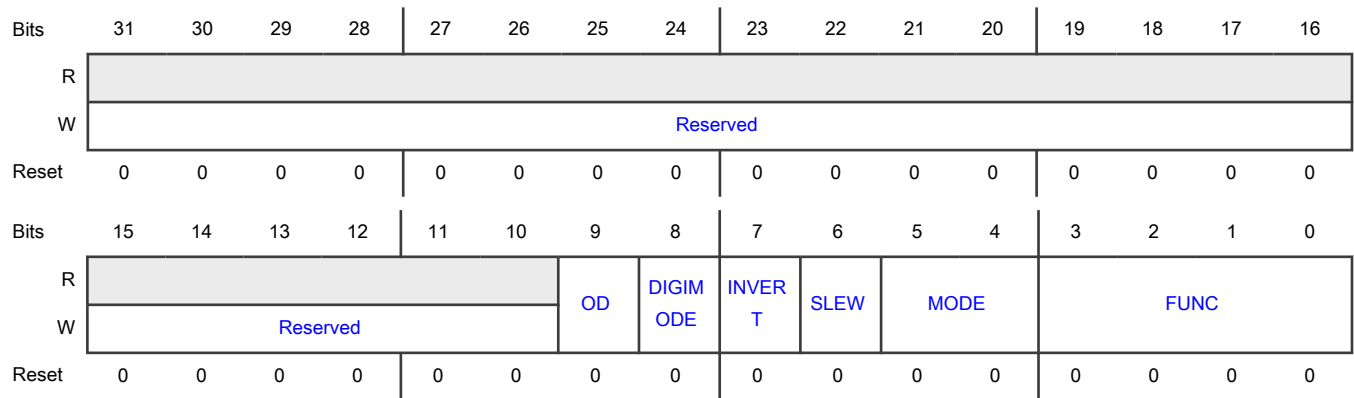 Bits 31 30 29 28 27 26 25 24 23 22 21 20 19 18 17 16
R
W Reserved
Reset 0 0 0 0 0 0 0 0 0 0 0 0 0 0 0 0
Bits 15 14 13 12 11 10 9 8 7 6 5 4 3 2 1 0
R
OD
DIGIM
ODE
INVER
T
SLEW
MODE
FUNC
W Reserved
Reset 0 0 0 0 0 0 0 0 0 0 0 0 0 0 0 0